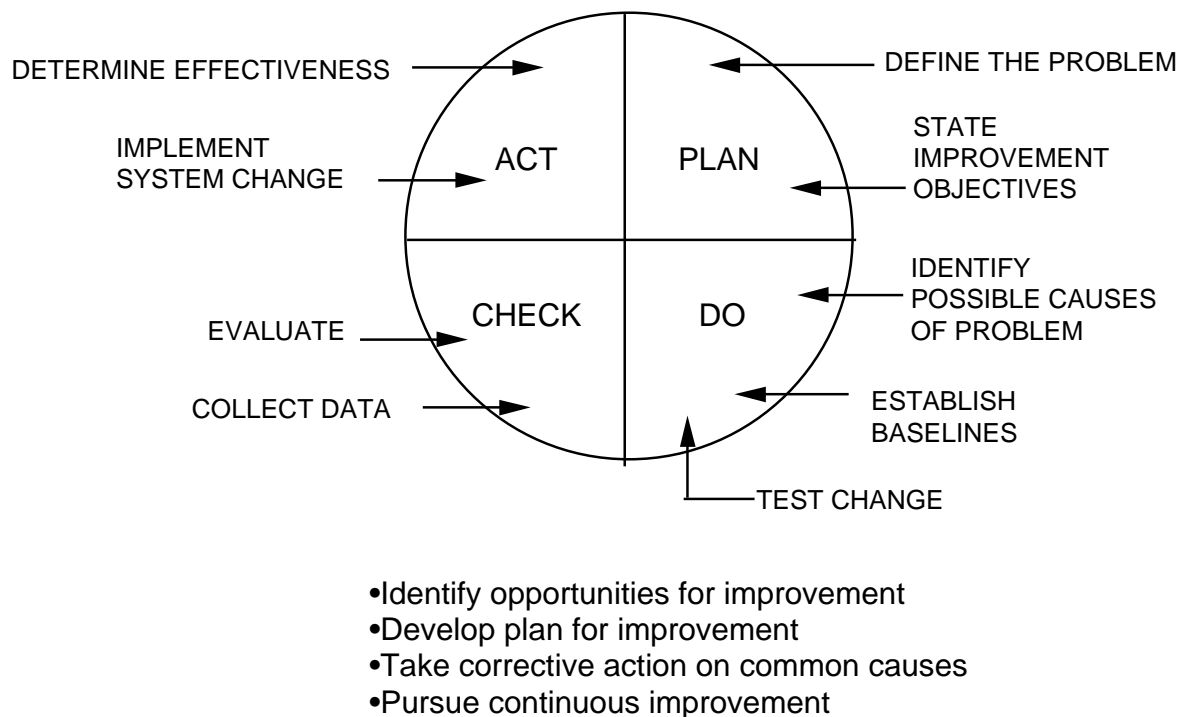 DETERMINE EFFECTIVENESS
DEFINE THE PROBLEM
IMPLEMENT
SYSTEM CHANGE
ACT
PLAN
STATE
IMPROVEMENT
OBJECTIVES
EVALUATE
CHECK
DO
IDENTIFY
POSSIBLE CAUSES
OF PROBLEM
COLLECT DATA
ESTABLISH
BASELINES
TEST CHANGE
•Identify opportunities for improvement
•Develop plan for improvement
•Take corrective action on common causes
•Pursue continuous improvement